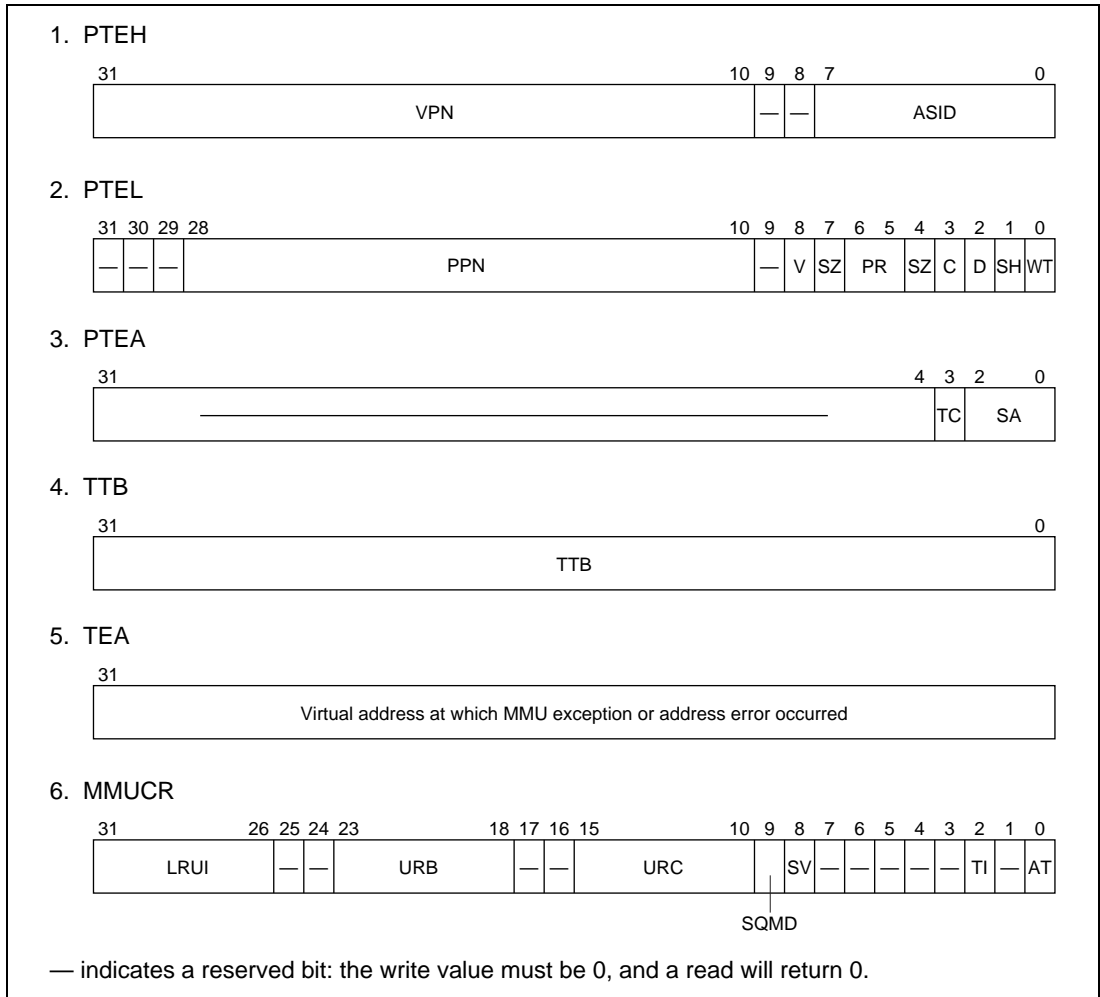 1. PTEH
31 10 9 8 7 0
VPN — — ASID
2. PTEL
31 30 29 28 10 9 8 7 6 5 4 3 2 1 0
— — — PPN — V SZ PR SZ C D SH WT
3. PTEA
31 4 3 2 0
— TC SA
4. TTB
31 0
TTB
5. TEA
31
Virtual address at which MMU exception or address error occurred
6. MMUCR
31 26 25 24 23 18 17 16 15 10 9 8 7 6 5 4 3 2 1 0
LRUI — — URB — — URC SV — — — — — TI — AT
SQMD
— indicates a reserved bit: the write value must be 0, and a read will return 0.